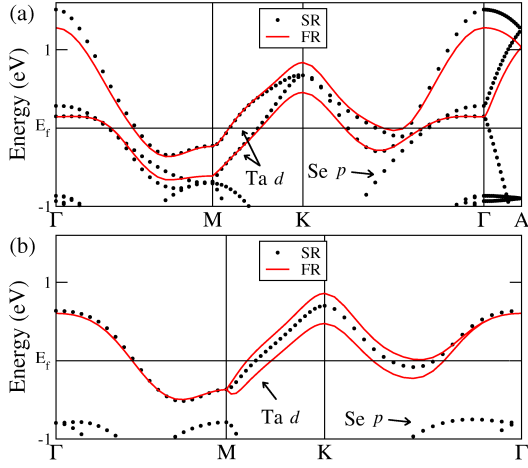 (a)
SR
FR
Energy (eV)
1
E_f
-1
Ta d
Se p
Γ M K Γ A
(b)
SR
FR
Energy (eV)
1
E_f
-1
Ta d
Se p
Γ M K Γ